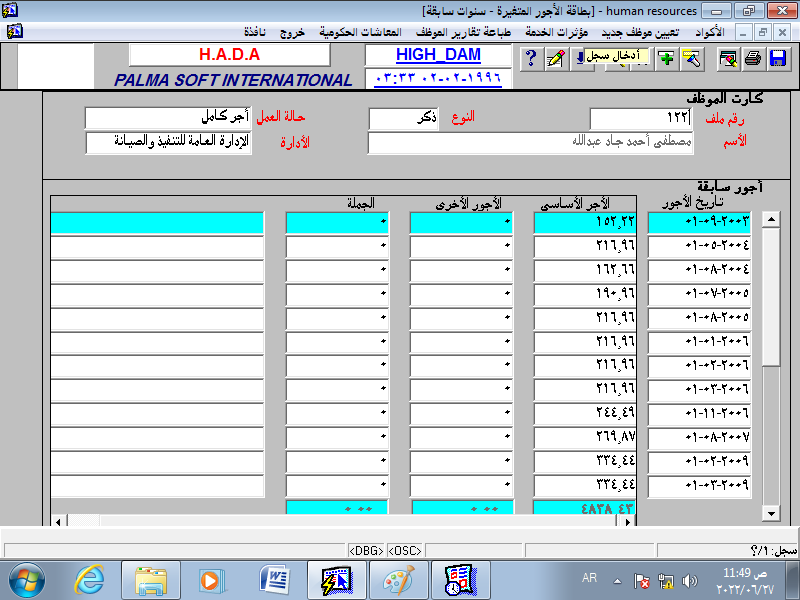 human resources - [بطاقة الأجور المتغيرة - سنوات سابقة]
الأكواد تعيين موظف جديد مؤثرات الخدمة طباعة تقارير الموظف المعاشات الحكومية خروج نافذة
H.A.D.A
HIGH_DAM
أدخال سجل
PALMA SOFT INTERNATIONAL
٠٣:٣٣ ٠٢-٠٢-١٩٩٦
كارت الموظف
رقم ملف ١٢٢ النوع ذكر حالة العمل أجر كامل
الأسم مصطفى أحمد جاد عبدالله الأدارة الإدارة العامة للتنفيذ والصيانة
أجور سابقة
تاريخ الأجور الأجر الأساسى الأجور الأخرى الجملة
٠١-٠٩-٢٠٠٣ ١٥٢,٢٢ ٠ ٠
٠١-٠٥-٢٠٠٤ ٢١٦,٩٦ ٠ ٠
٠١-٠٨-٢٠٠٤ ١٦٢,٦٦ ٠ ٠
٠١-٠٧-٢٠٠٥ ١٩٠,٩٦ ٠ ٠
٠١-٠٨-٢٠٠٥ ٢١٦,٩٦ ٠ ٠
٠١-٠١-٢٠٠٦ ٢١٦,٩٦ ٠ ٠
٠١-٠٢-٢٠٠٦ ٢١٦,٩٦ ٠ ٠
٠١-٠٣-٢٠٠٦ ٢١٦,٩٦ ٠ ٠
٠١-١١-٢٠٠٦ ٢٤٤,٤٩ ٠ ٠
٠١-٠٨-٢٠٠٧ ٢٦٩,٨٧ ٠ ٠
٠١-٠٢-٢٠٠٩ ٣٣٤,٤٤ ٠ ٠
٠١-٠٣-٢٠٠٩ ٣٣٤,٤٤ ٠ ٠
٤٨٣٨,٤٣ ٠,٠٠ ٠,٠٠
سجل: ١/؟ <OSC> <DBG>
AR
11:49 ص
٢٠٢٢/٠٦/٢٧